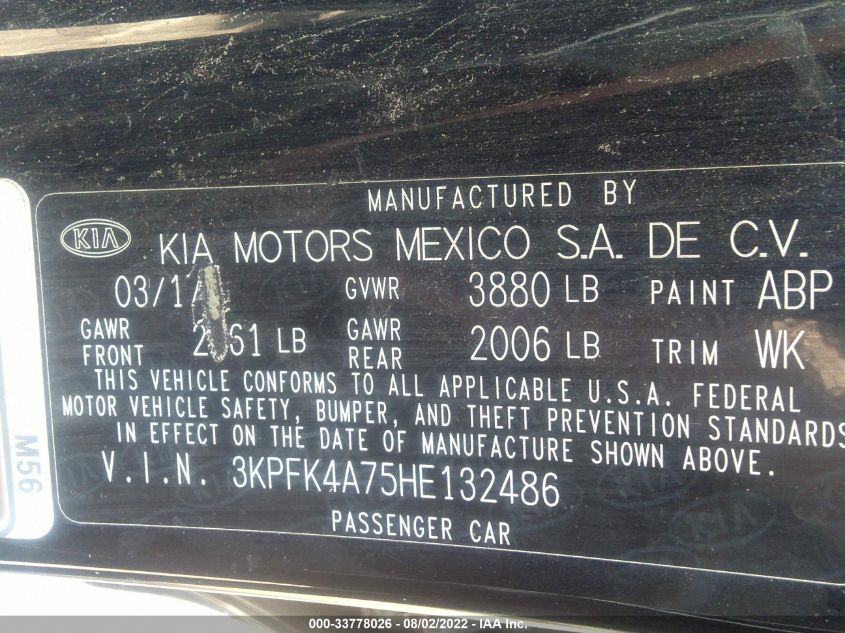 MANUFACTURED BY
KIA KIA MOTORS MEXICO S.A. DE C.V.
GVWR 3880 LB PAINT ABP
GAWR FRONT LB GAWR REAR 2006 LB TRIM WK
THIS VEHICLE CONFORMS TO ALL APPLICABLE U.S.A. FEDERAL
MOTOR VEHICLE SAFETY, BUMPER, AND THEFT PREVENTION STANDARDS
IN EFFECT ON THE DATE OF MANUFACTURE SHOWN ABOVE.
V.I.N. 3KPFK4A75HE132486
PASSENGER CAR
M56
000-33778026 - 08/02/2022 - IAA Inc.